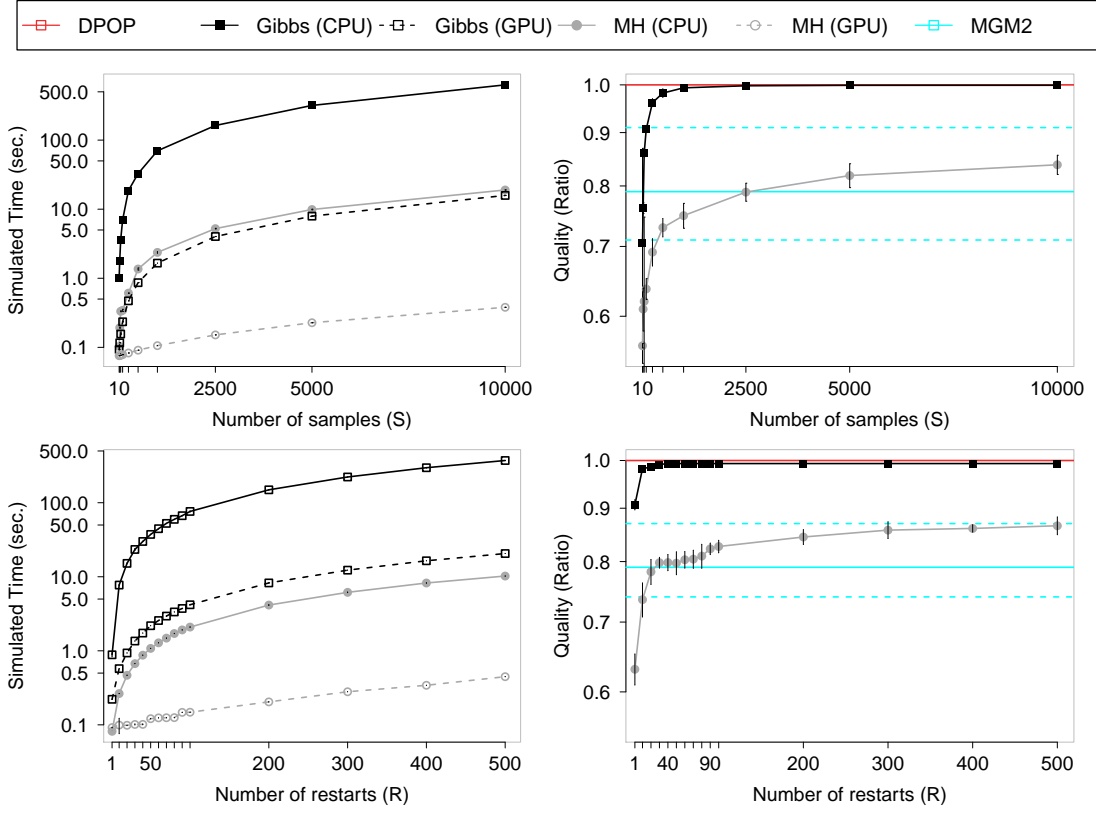 DPOP Gibbs (CPU) Gibbs (GPU) MH (CPU) MH (GPU) MGM2
Simulated Time (sec.)
500.0
100.0
50.0
10.0
5.0
1.0
0.5
0.1
10 2500 5000 10000
Number of samples (S)
Quality (Ratio)
1.0
0.9
0.8
0.7
0.6
10 2500 5000 10000
Number of samples (S)
Simulated Time (sec.)
500.0
100.0
50.0
10.0
5.0
1.0
0.5
0.1
1 50 200 300 400 500
Number of restarts (R)
Quality (Ratio)
1.0
0.9
0.8
0.7
0.6
1 40 90 200 300 400 500
Number of restarts (R)